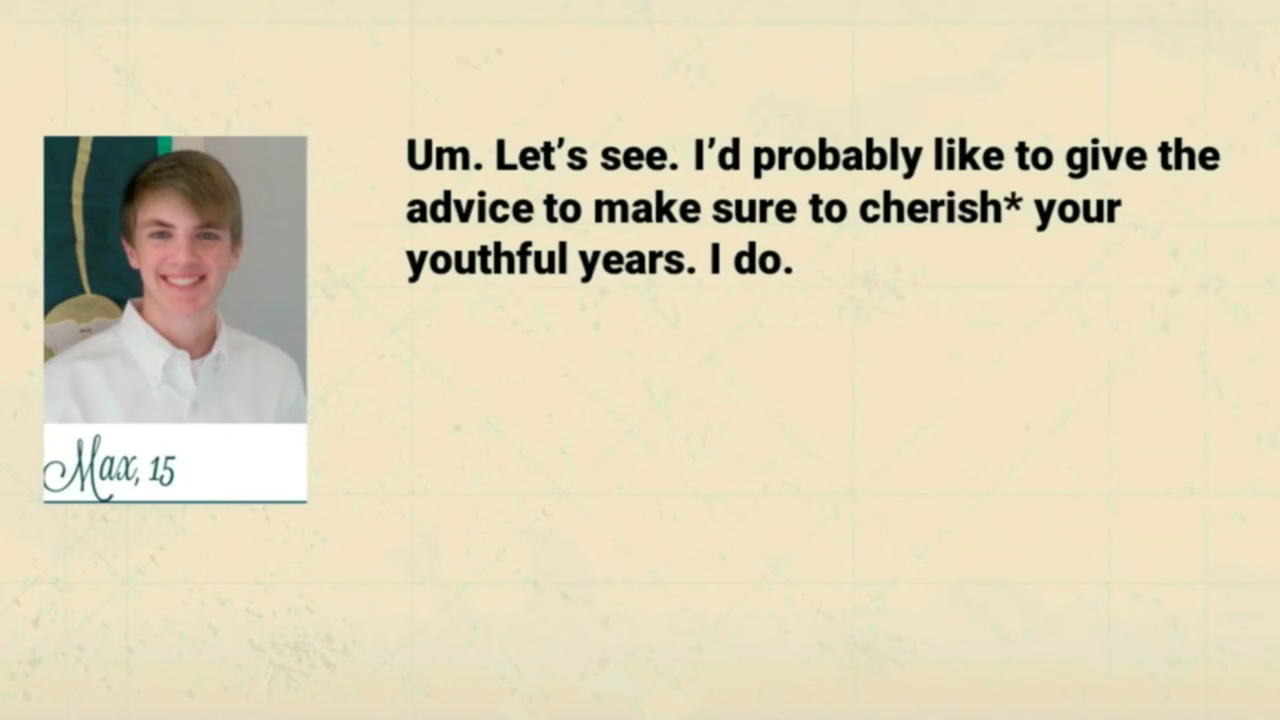 Um. Let’s see. I’d probably like to give the
advice to make sure to cherish* your
youthful years. I do.
Max, 15